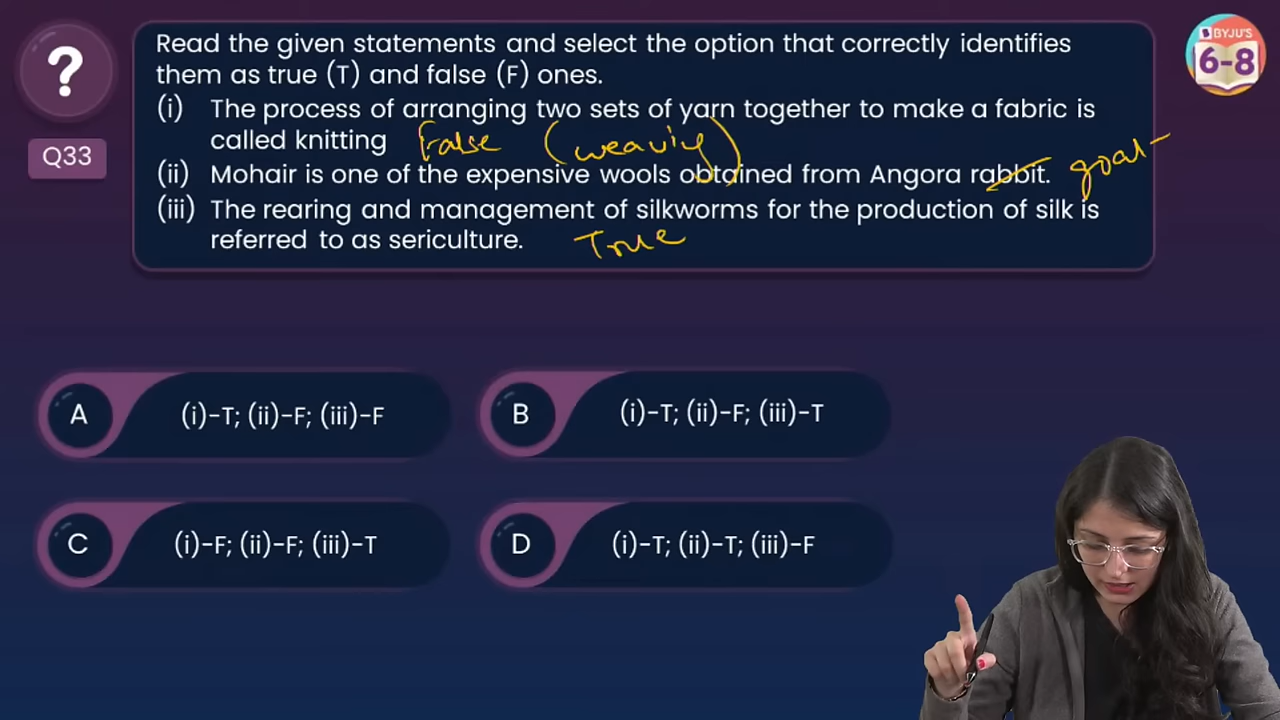 ?
BYJU'S
6-8
Q33
Read the given statements and select the option that correctly identifies
them as true (T) and false (F) ones.
(i) The process of arranging two sets of yarn together to make a fabric is
called knitting False (weaving)
(ii) Mohair is one of the expensive wools obtained from Angora rabbit. goat
(iii) The rearing and management of silkworms for the production of silk is
referred to as sericulture. True
A (i)-T; (ii)-F; (iii)-F
B (i)-T; (ii)-F; (iii)-T
C (i)-F; (ii)-F; (iii)-T
D (i)-T; (ii)-T; (iii)-F